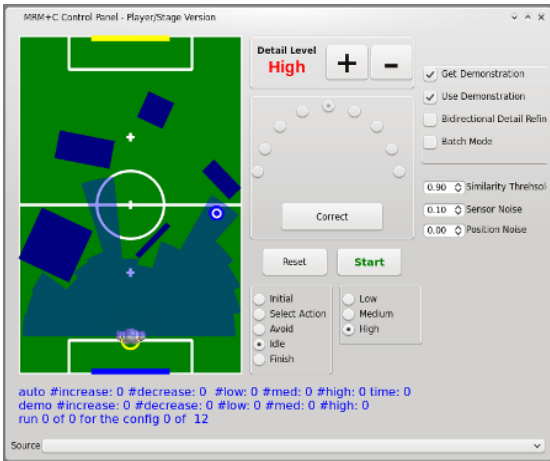 MRM+C Control Panel - Player/Stage Version
Detail Level
High
+
-
Get Demonstration
Use Demonstration
Bidirectional Detail Refin
Batch Mode
0.90 Similarity Threhsol
0.10 Sensor Noise
0.00 Position Noise
Correct
Reset
Start
Initial
Select Action
Avoid
Idle
Finish
Low
Medium
High
auto #increase: 0 #decrease: 0 #low: 0 #med: 0 #high: 0 time: 0
demo #increase: 0 #decrease: 0 #low: 0 #med: 0 #high: 0
run 0 of 0 for the config 0 of 12
Source